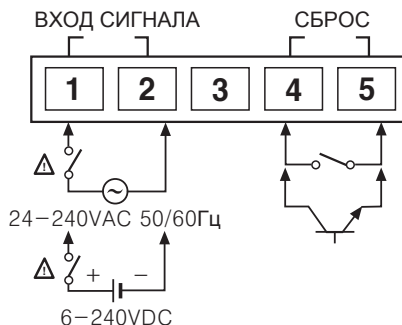 ВХОД СИГНАЛА СБРОС
1 2 3 4 5
24-240VAC 50/60Гц
+ -
6-240VDC